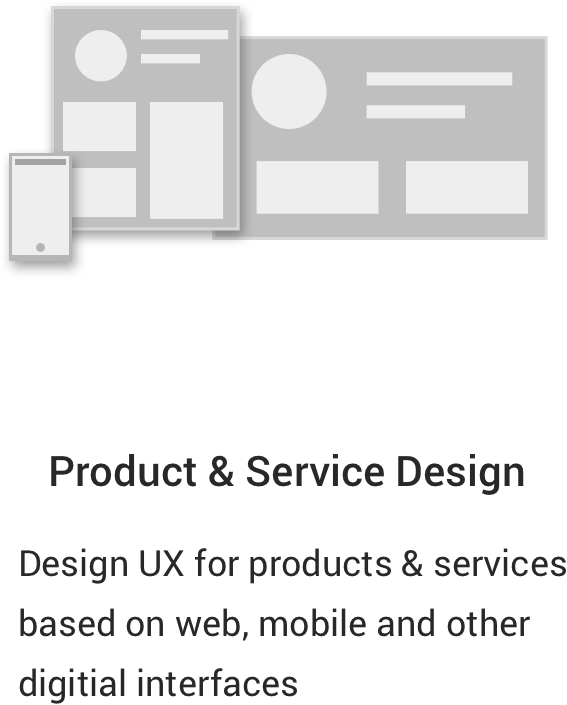 Product & Service Design
Design UX for products & services
based on web, mobile and other
digitial interfaces